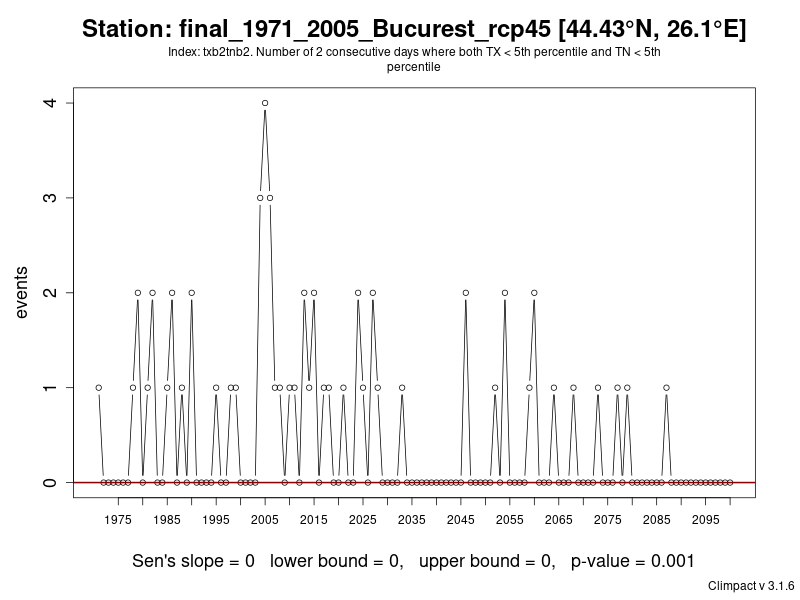 Station: final_1971_2005_Bucurest_rcp45 [44.43°N, 26.1°E]
Index: txb2tnb2. Number of 2 consecutive days where both TX < 5th percentile and TN < 5th
percentile
4
3
2
1
0
events
1975 1985 1995 2005 2015 2025 2035 2045 2055 2065 2075 2085 2095
Sen's slope = 0 lower bound = 0, upper bound = 0, p-value = 0.001
Climpact v 3.1.6